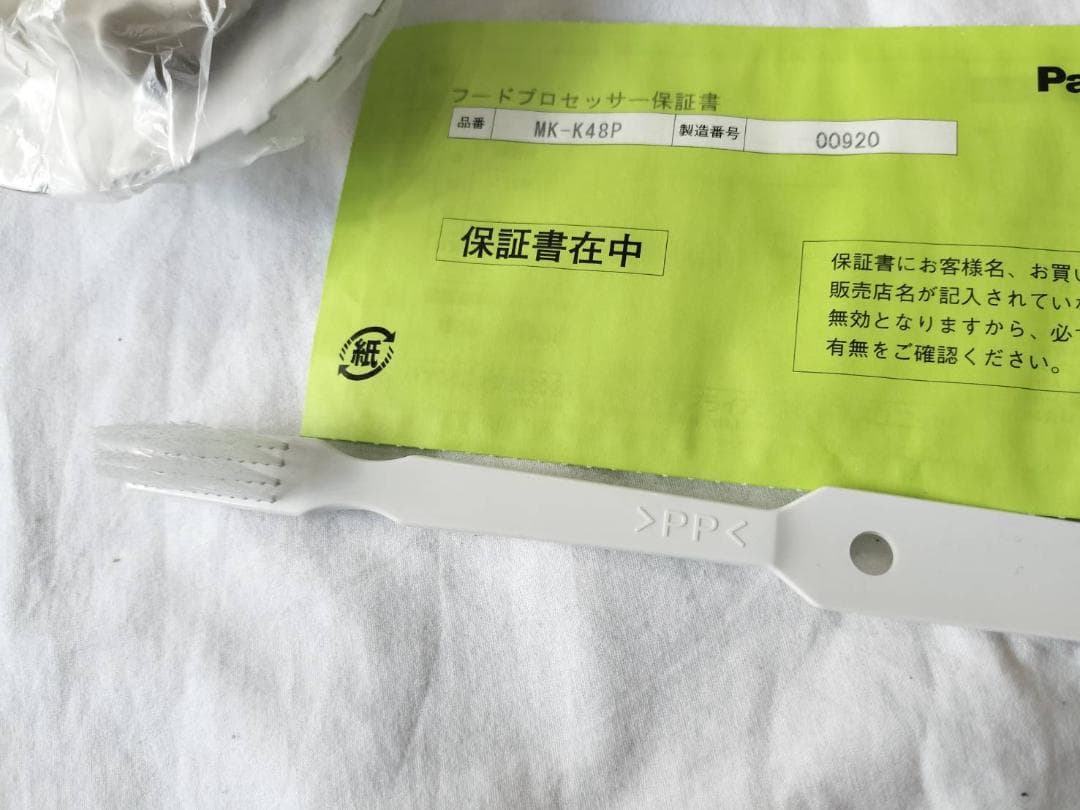 Pa
フードプロセッサー保証書
品番 MK-K48P 製造番号 00920
保証書在中
保証書にお客様名、お買い
販売店名が記入されていな
無効となりますから、必ず
有無をご確認ください。
紙
>PP<